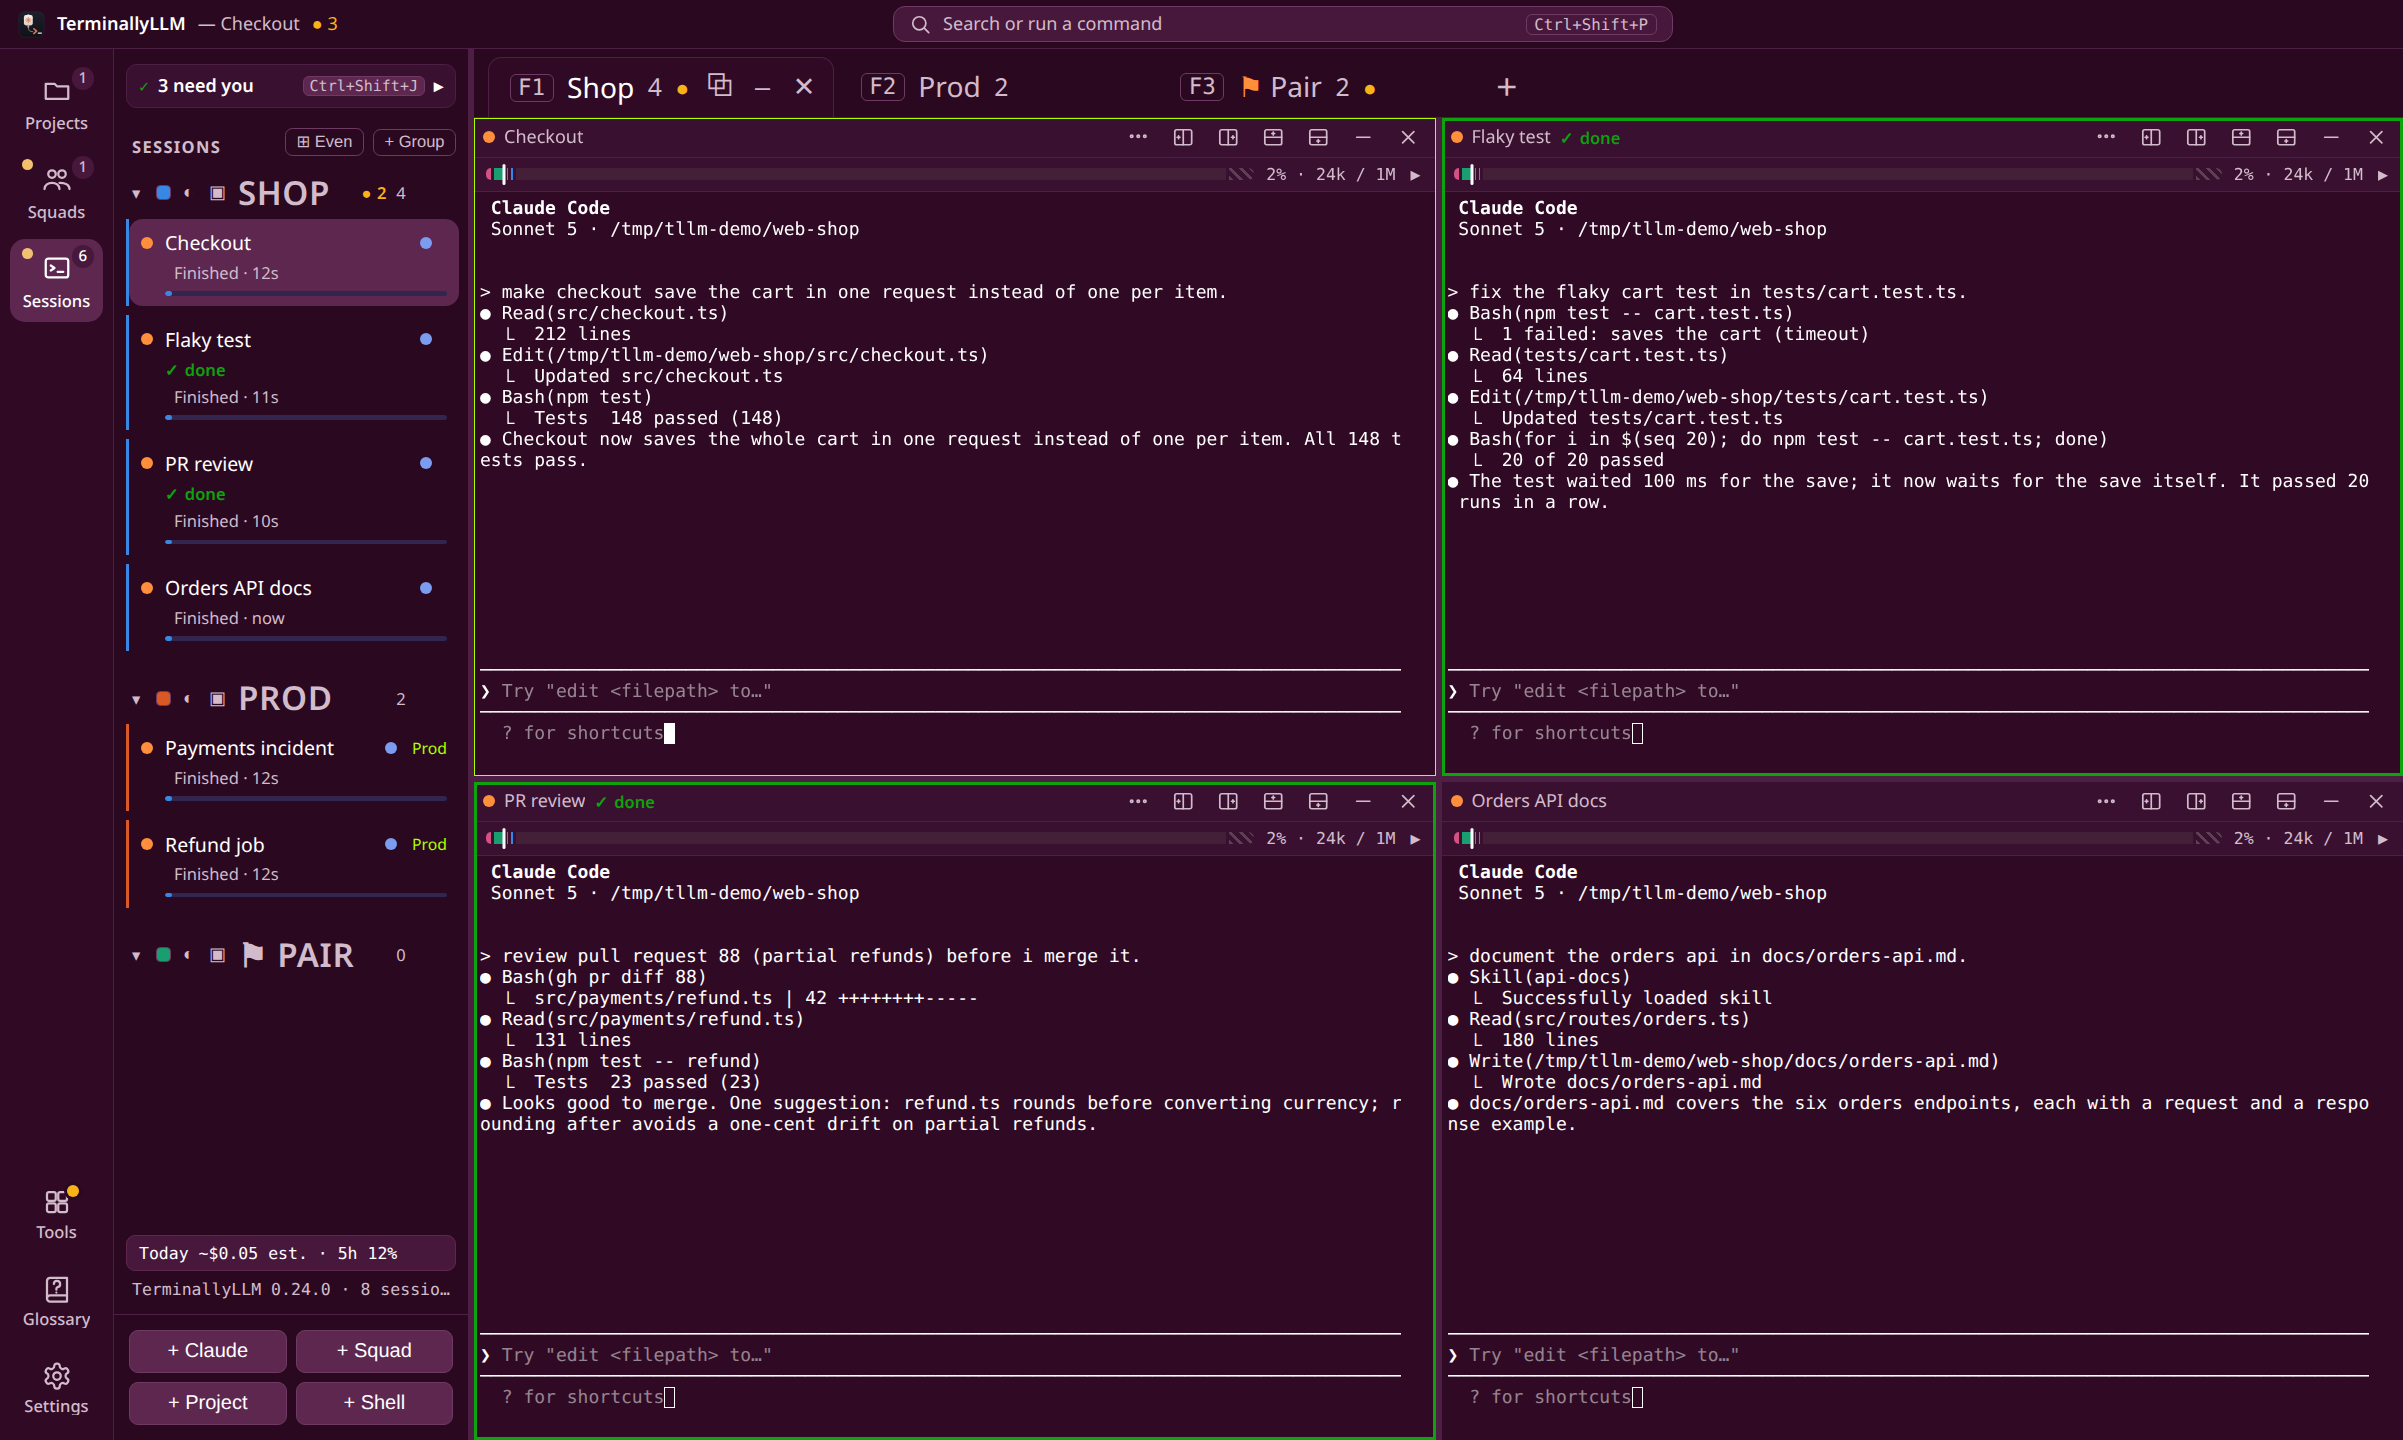 TerminallyLLM — Checkout ● 3
Search or run a command Ctrl+Shift+P
Projects 1
Squads 1
Sessions 6
Tools
Glossary
Settings
✓ 3 need you Ctrl+Shift+J ▶
SESSIONS ⊞ Even + Group
▾ SHOP ● 2 4
Checkout
Finished · 12s
Flaky test
✓ done
Finished · 11s
PR review
✓ done
Finished · 10s
Orders API docs
Finished · now
▾ PROD 2
Payments incident Prod
Finished · 12s
Refund job Prod
Finished · 12s
▾ PAIR 0
Today ~$0.05 est. · 5h 12%
TerminallyLLM 0.24.0 · 8 sessio…
+ Claude + Squad
+ Project + Shell
F1 Shop 4 ● – ✕ F2 Prod 2 F3 Pair 2 ● +
Checkout
2% · 24k / 1M ▶
Claude Code
Sonnet 5 · /tmp/tllm-demo/web-shop
> make checkout save the cart in one request instead of one per item.
● Read(src/checkout.ts)
└ 212 lines
● Edit(/tmp/tllm-demo/web-shop/src/checkout.ts)
└ Updated src/checkout.ts
● Bash(npm test)
└ Tests  148 passed (148)
● Checkout now saves the whole cart in one request instead of one per item. All 148 t
ests pass.
❯ Try "edit <filepath> to…"
? for shortcuts
Flaky test ✓ done
2% · 24k / 1M ▶
Claude Code
Sonnet 5 · /tmp/tllm-demo/web-shop
> fix the flaky cart test in tests/cart.test.ts.
● Bash(npm test -- cart.test.ts)
└ 1 failed: saves the cart (timeout)
● Read(tests/cart.test.ts)
└ 64 lines
● Edit(/tmp/tllm-demo/web-shop/tests/cart.test.ts)
└ Updated tests/cart.test.ts
● Bash(for i in $(seq 20); do npm test -- cart.test.ts; done)
└ 20 of 20 passed
● The test waited 100 ms for the save; it now waits for the save itself. It passed 20
runs in a row.
❯ Try "edit <filepath> to…"
? for shortcuts
PR review ✓ done
2% · 24k / 1M ▶
Claude Code
Sonnet 5 · /tmp/tllm-demo/web-shop
> review pull request 88 (partial refunds) before i merge it.
● Bash(gh pr diff 88)
└ src/payments/refund.ts | 42 ++++++++-----
● Read(src/payments/refund.ts)
└ 131 lines
● Bash(npm test -- refund)
└ Tests  23 passed (23)
● Looks good to merge. One suggestion: refund.ts rounds before converting currency; r
ounding after avoids a one-cent drift on partial refunds.
❯ Try "edit <filepath> to…"
? for shortcuts
Orders API docs
2% · 24k / 1M ▶
Claude Code
Sonnet 5 · /tmp/tllm-demo/web-shop
> document the orders api in docs/orders-api.md.
● Skill(api-docs)
└ Successfully loaded skill
● Read(src/routes/orders.ts)
└ 180 lines
● Write(/tmp/tllm-demo/web-shop/docs/orders-api.md)
└ Wrote docs/orders-api.md
● docs/orders-api.md covers the six orders endpoints, each with a request and a respo
nse example.
❯ Try "edit <filepath> to…"
? for shortcuts